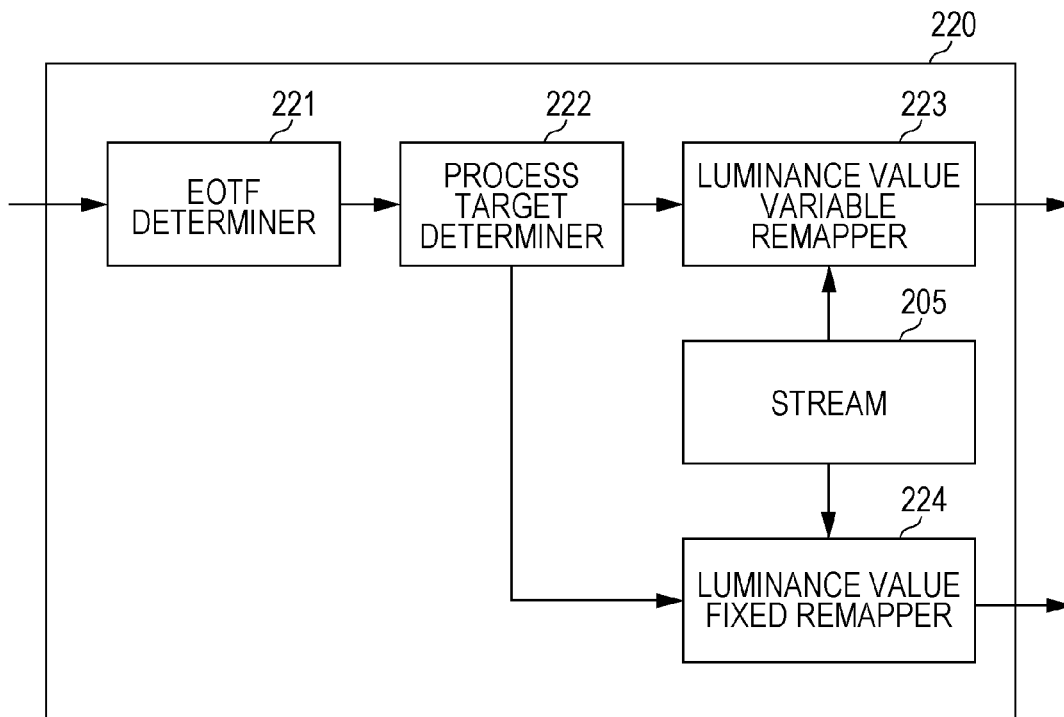 220
221
222
223
EOTF
DETERMINER
PROCESS
TARGET
DETERMINER
LUMINANCE VALUE
VARIABLE
REMAPPER
205
STREAM
224
LUMINANCE VALUE
FIXED REMAPPER